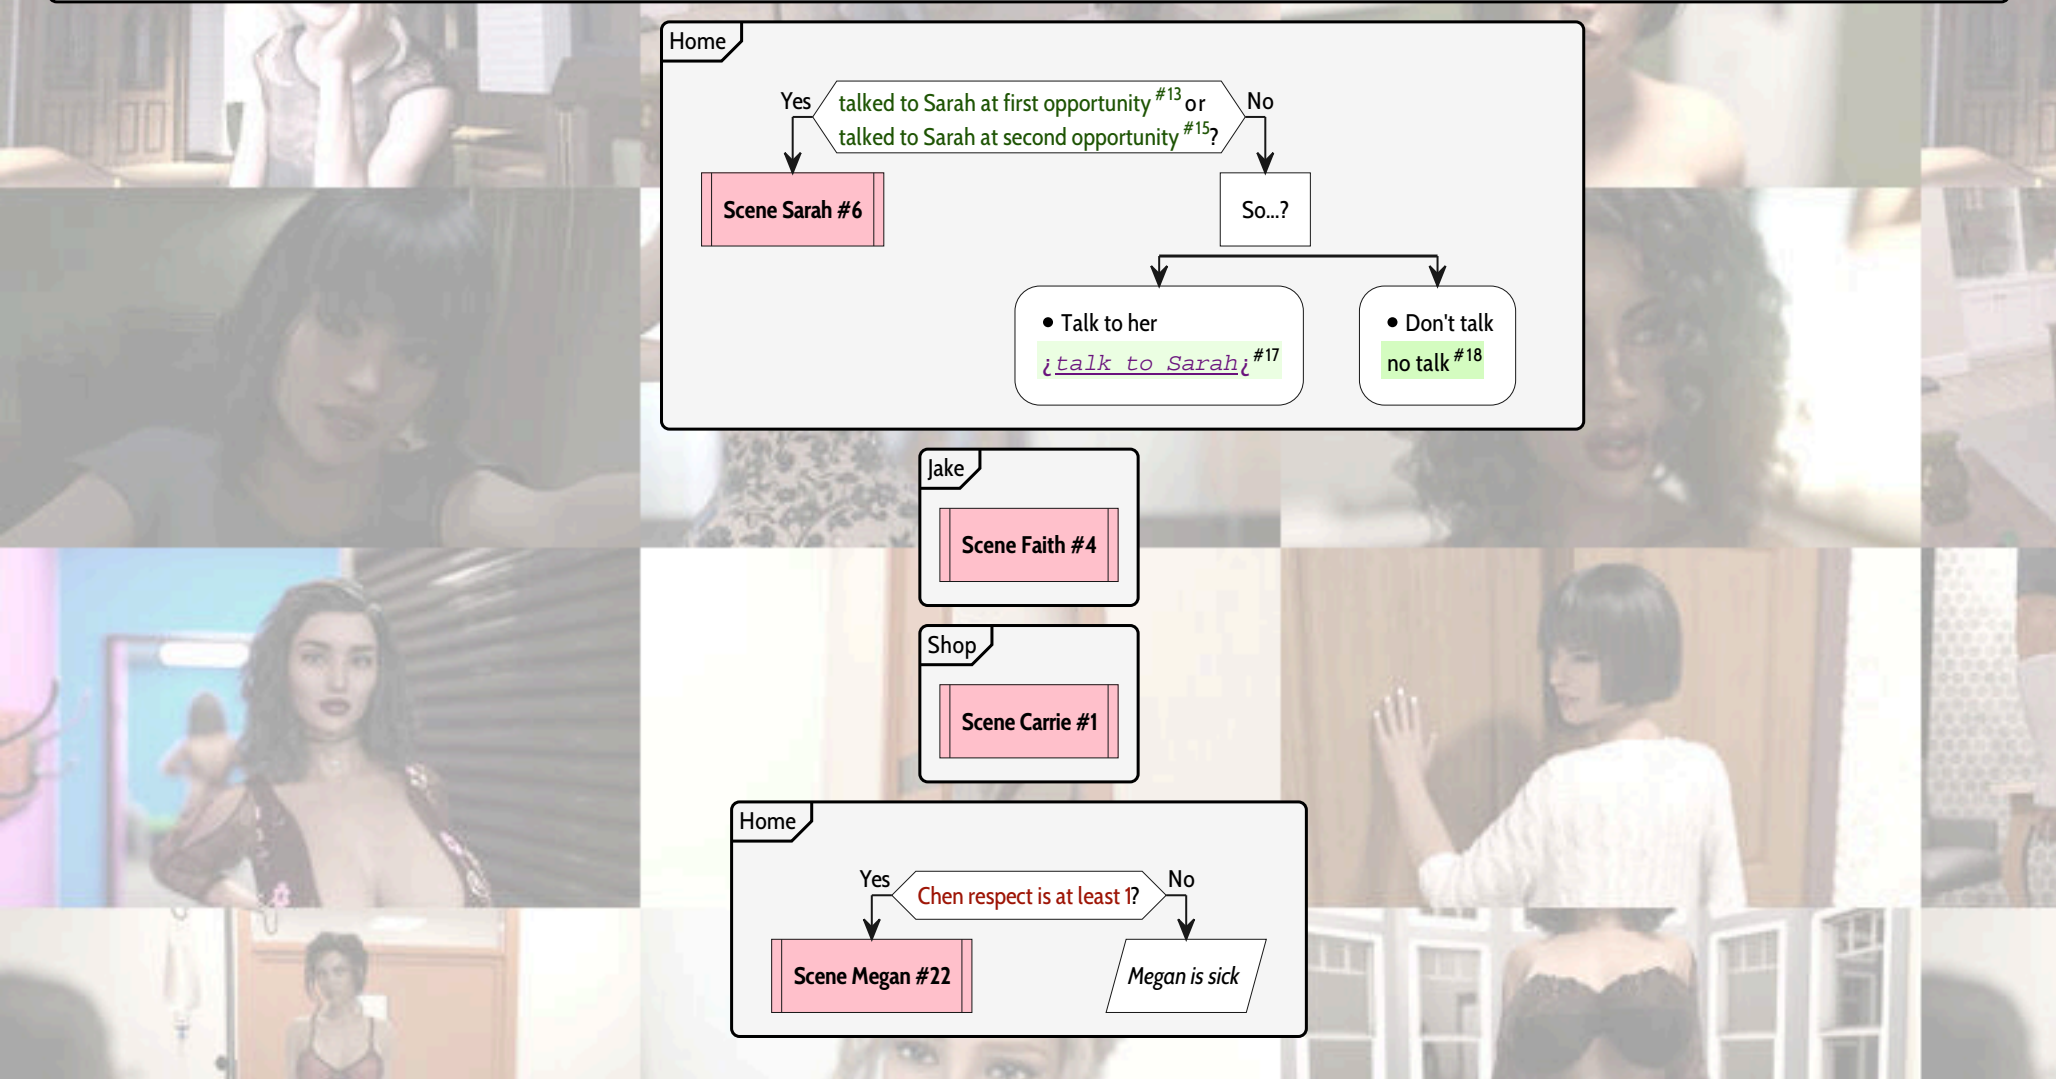 Home
Yes
talked to Sarah at first opportunity #13 or
talked to Sarah at second opportunity #15?
No
Scene Sarah #6
So...?
• Talk to her
¿talk to Sarah¿ #17
• Don't talk
no talk #18
Jake
Scene Faith #4
Shop
Scene Carrie #1
Home
Yes
Chen respect is at least 1?
No
Scene Megan #22
Megan is sick